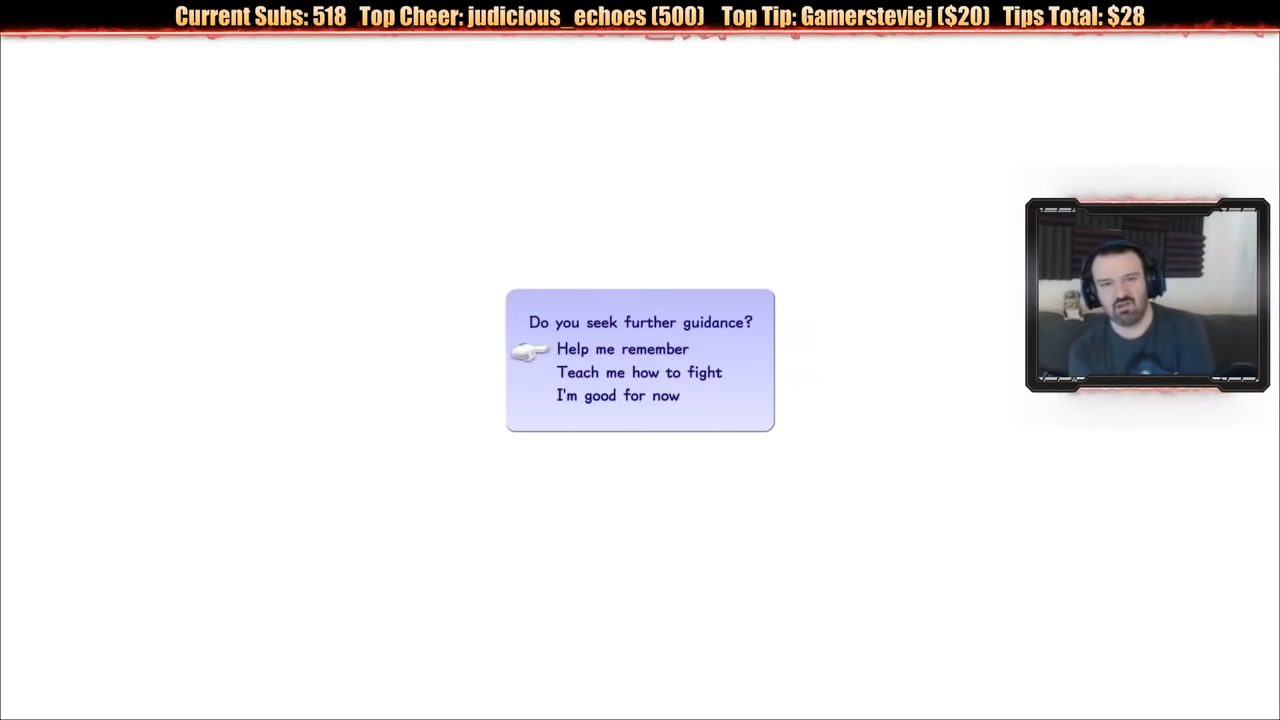 Current Subs: 518 Top Cheer: judicious_echoes (500) Top Tip: Gamersteviej ($20) Tips Total: $28
Do you seek further guidance?
Help me remember
Teach me how to fight
I'm good for now